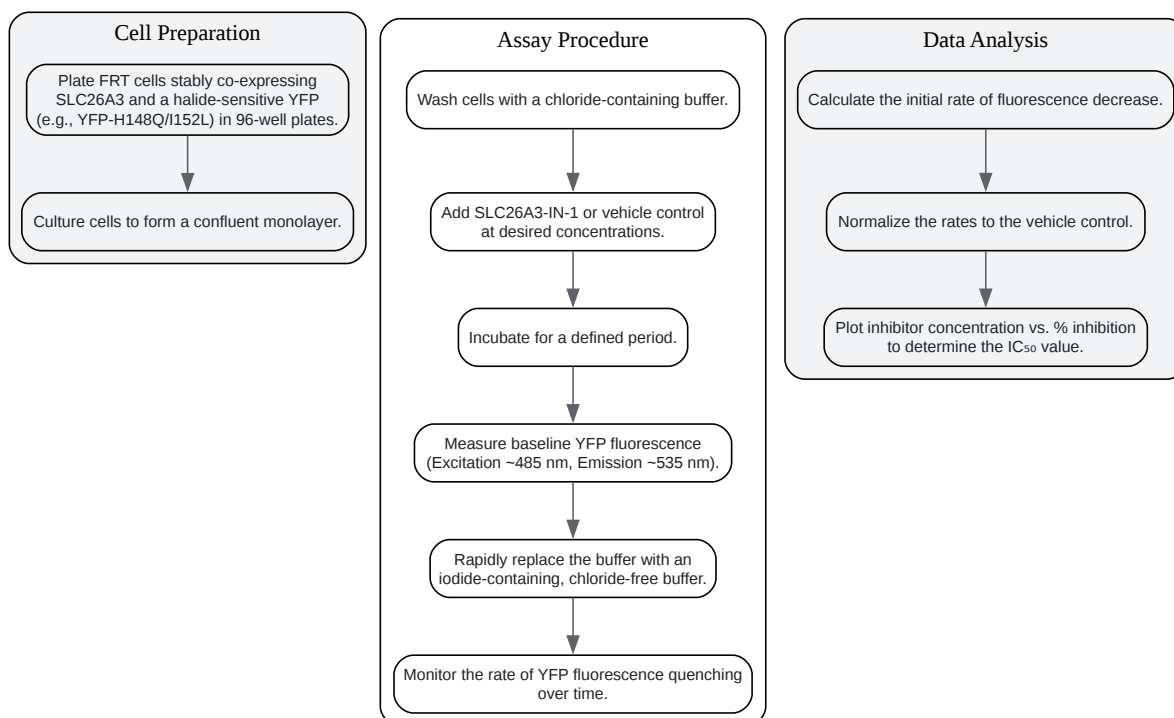 Cell Preparation
Plate FRT cells stably co-expressing
SLC26A3 and a halide-sensitive YFP
(e.g., YFP-H148Q/I152L) in 96-well plates.
Culture cells to form a confluent monolayer.
Assay Procedure
Wash cells with a chloride-containing buffer.
Add SLC26A3-IN-1 or vehicle control
at desired concentrations.
Incubate for a defined period.
Measure baseline YFP fluorescence
(Excitation ~485 nm, Emission ~535 nm).
Rapidly replace the buffer with an
iodide-containing, chloride-free buffer.
Monitor the rate of YFP fluorescence quenching
over time.
Data Analysis
Calculate the initial rate of fluorescence decrease.
Normalize the rates to the vehicle control.
Plot inhibitor concentration vs. % inhibition
to determine the IC₅₀ value.